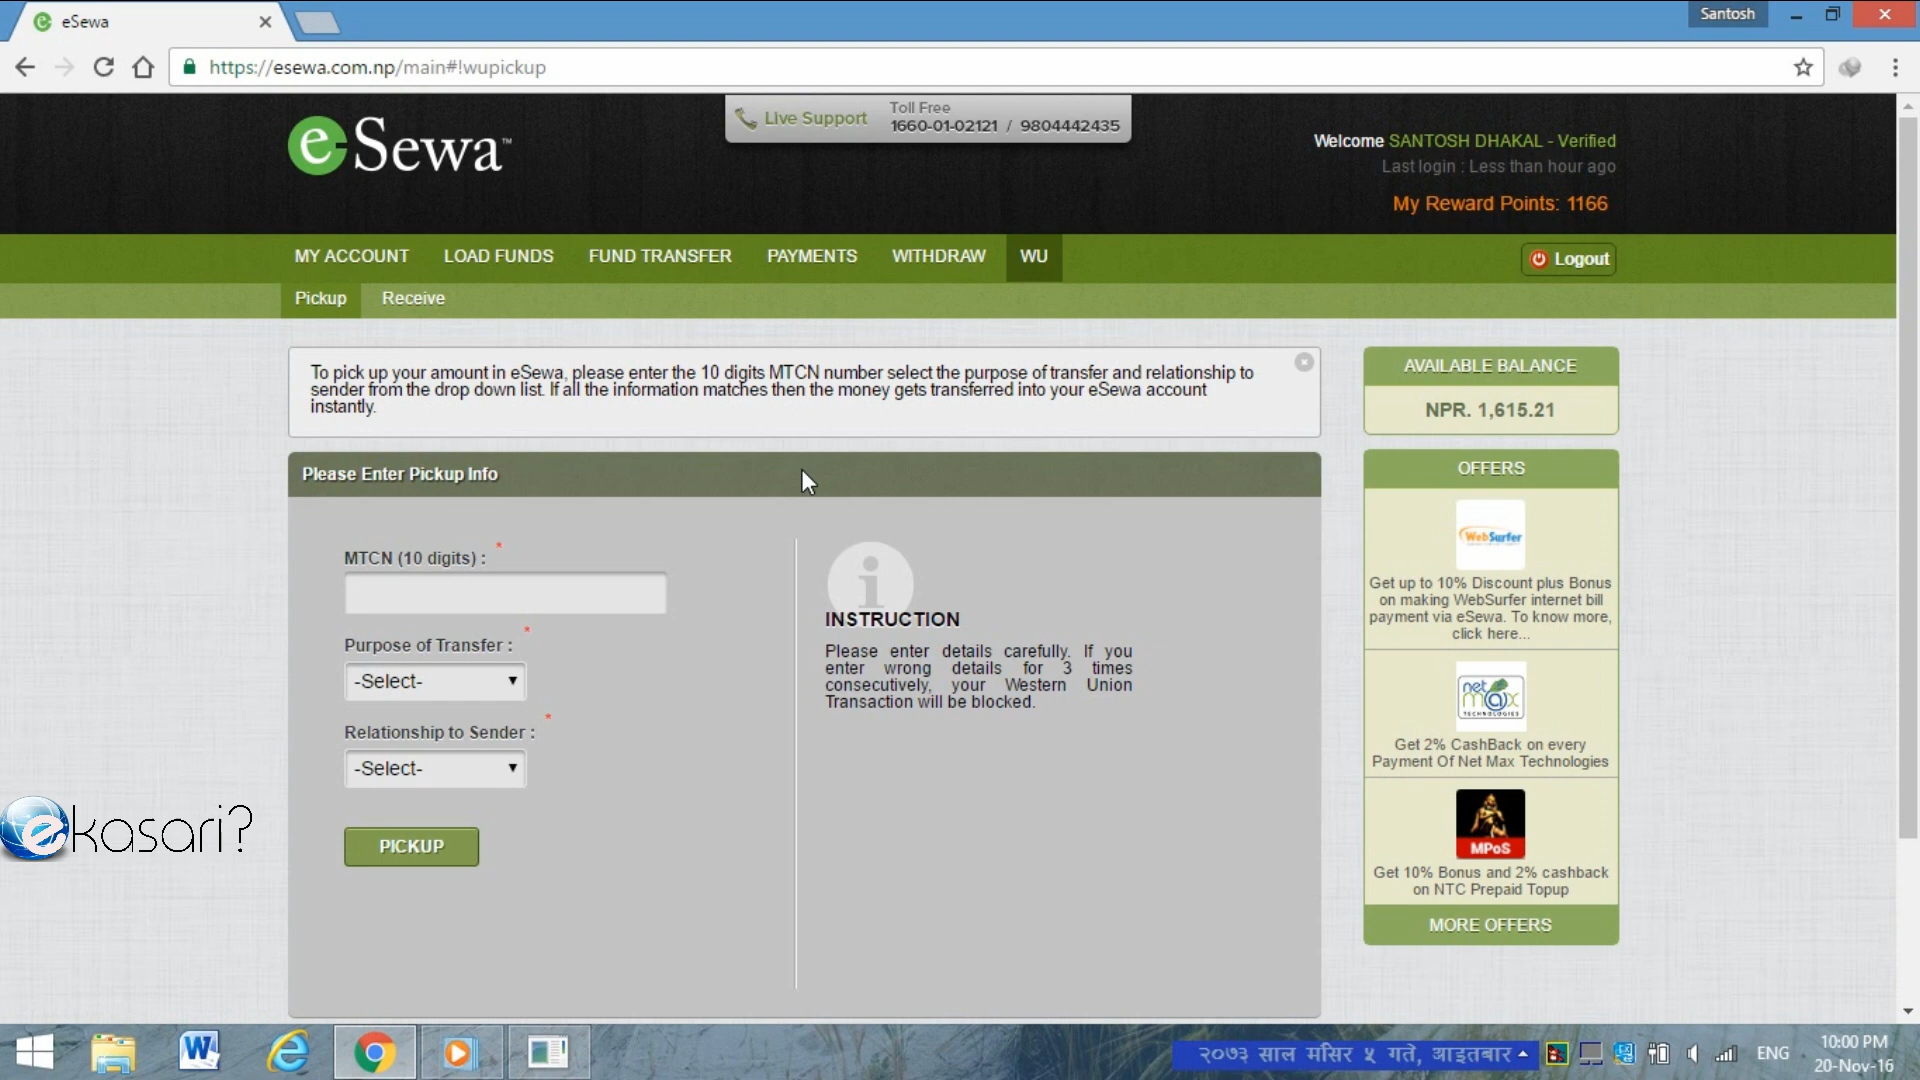 eSewa
Santosh
https://esewa.com.np/main#!wupickup
e-Sewa™
Live Support
Toll Free
1660-01-02121 / 9804442435
Welcome SANTOSH DHAKAL - Verified
Last login : Less than hour ago
My Reward Points: 1166
MY ACCOUNT LOAD FUNDS FUND TRANSFER PAYMENTS WITHDRAW WU
Logout
Pickup Receive
To pick up your amount in eSewa, please enter the 10 digits MTCN number select the purpose of transfer and relationship to
sender from the drop down list. If all the information matches then the money gets transferred into your eSewa account
instantly.
Please Enter Pickup Info
MTCN (10 digits) : *
Purpose of Transfer : *
-Select-
Relationship to Sender : *
-Select-
PICKUP
INSTRUCTION
Please enter details carefully. If you
enter wrong details for 3 times
consecutively, your Western Union
Transaction will be blocked.
AVAILABLE BALANCE
NPR. 1,615.21
OFFERS
WebSurfer
Get up to 10% Discount plus Bonus
on making WebSurfer internet bill
payment via eSewa. To know more,
click here...
net
m@x
TECHNOLOGIES
Get 2% CashBack on every
Payment Of Net Max Technologies
MPoS
Get 10% Bonus and 2% cashback
on NTC Prepaid Topup
MORE OFFERS
ekasari?
२०७३ साल मंसिर ५ गते, आइतबार
ENG
10:00 PM
20-Nov-16